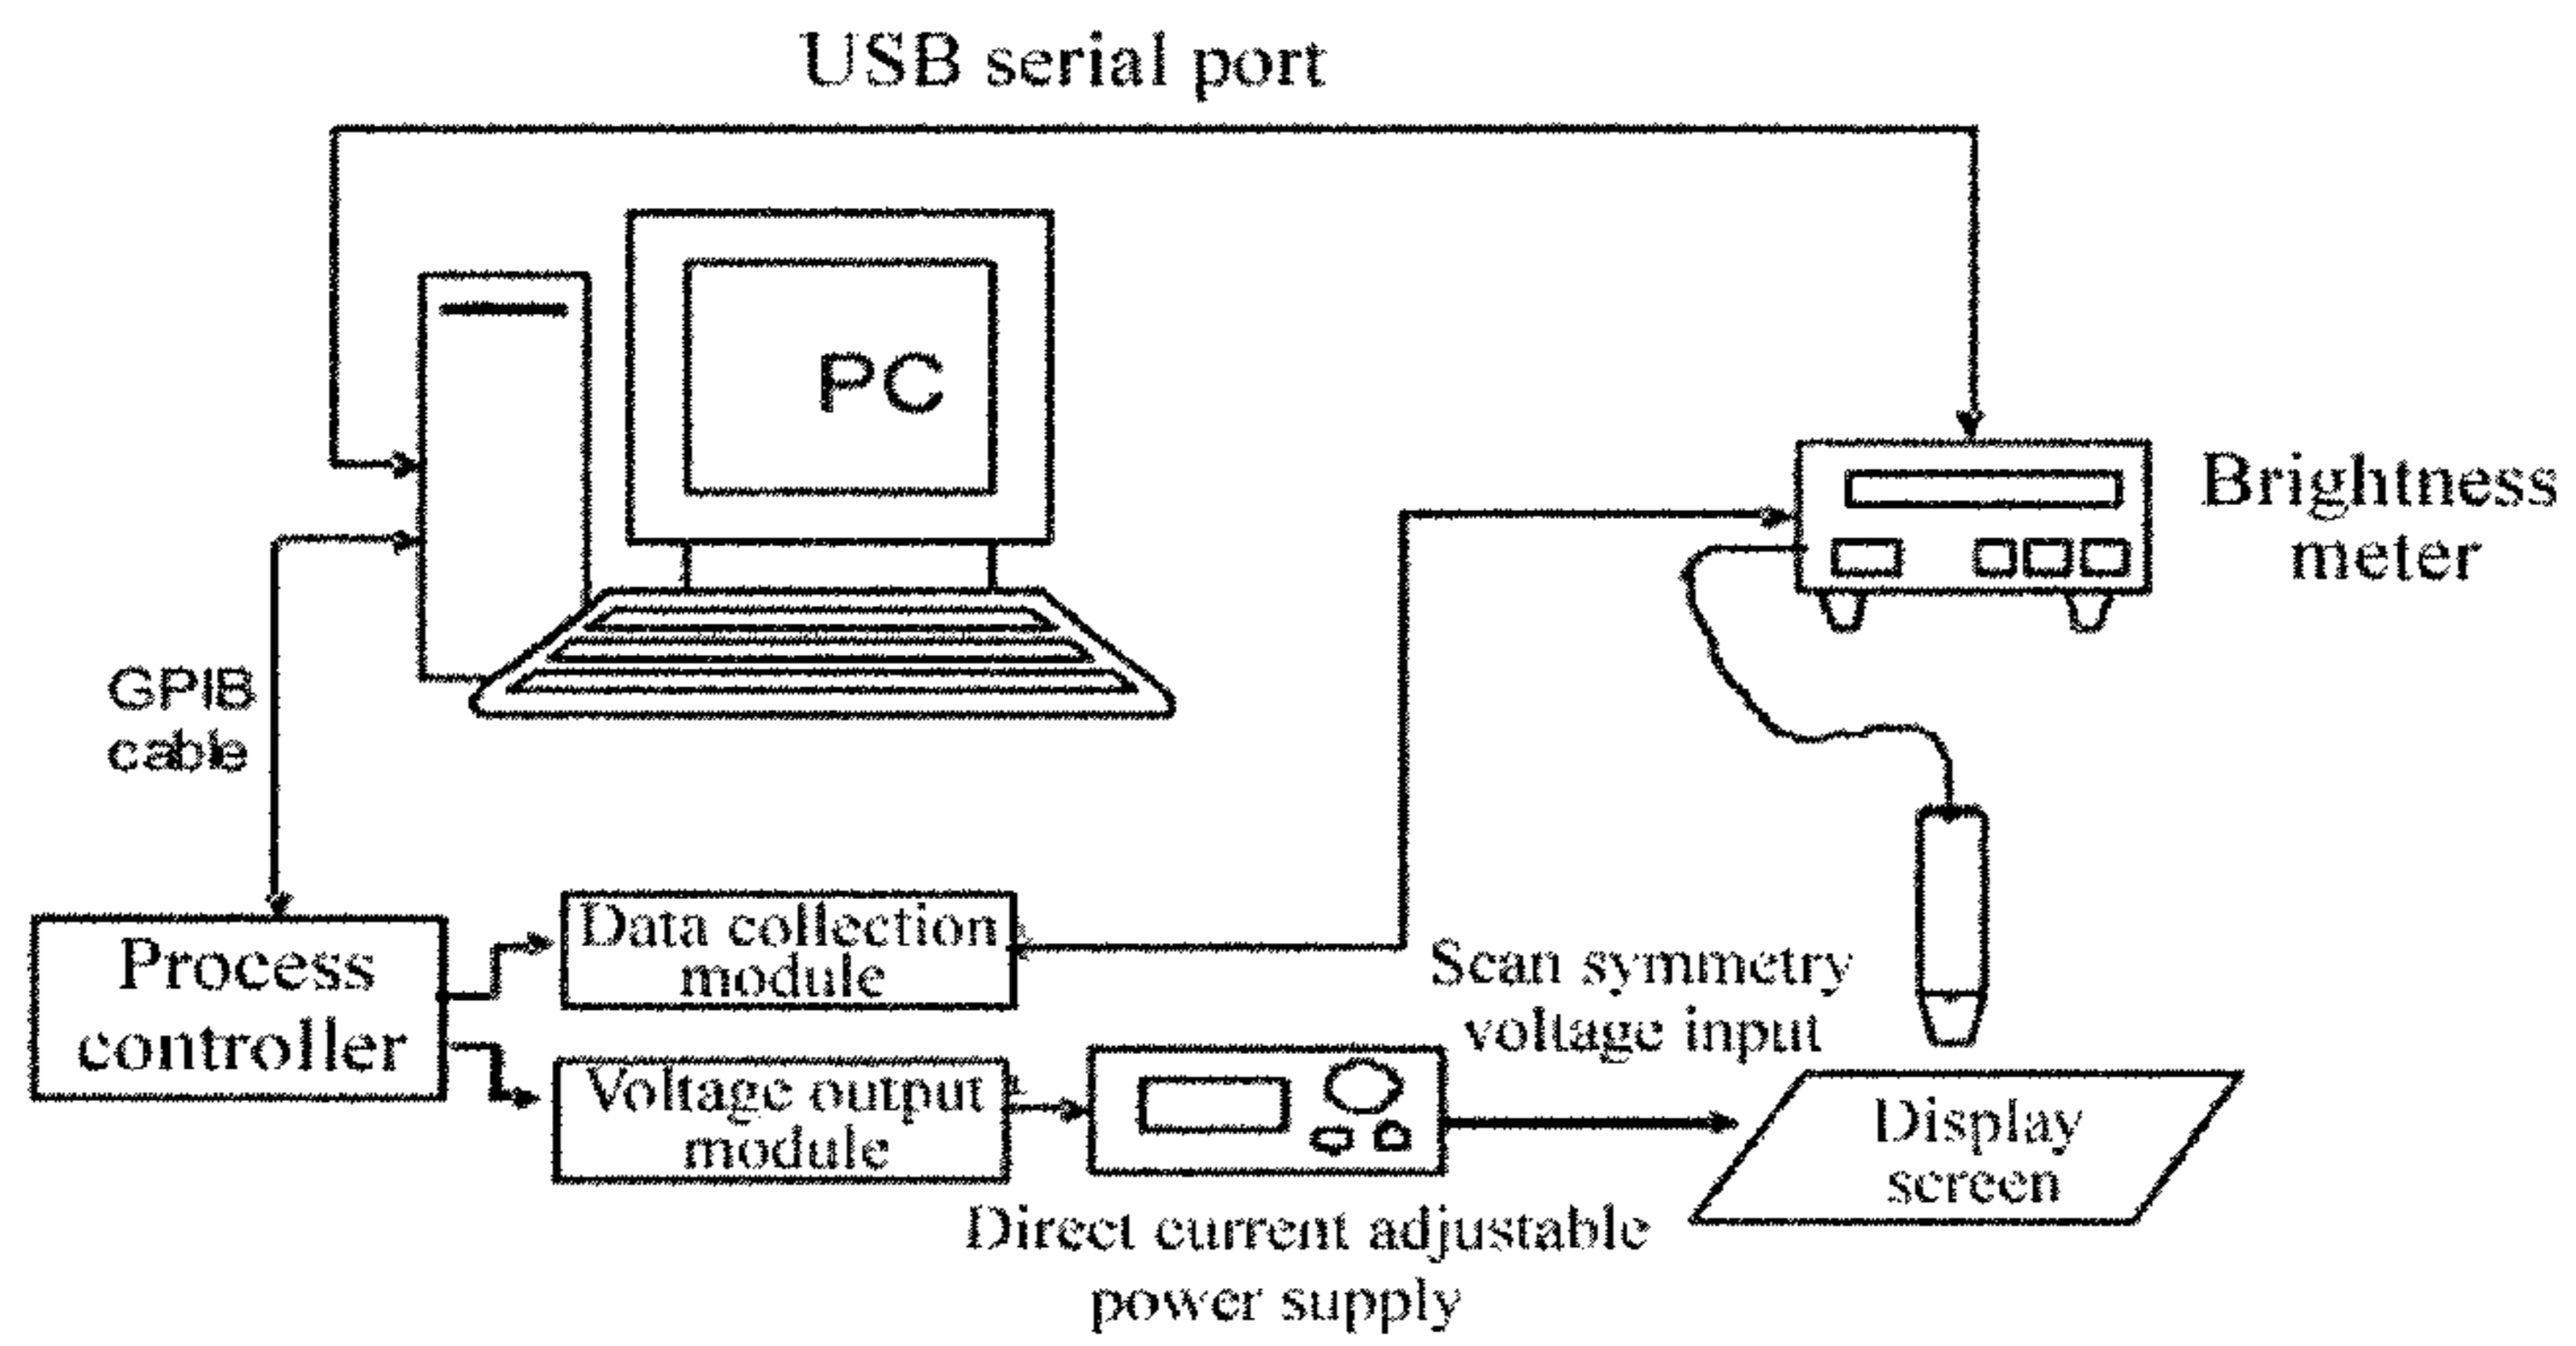 USB serial port
PC
Brightness
meter
GPIB
cable
Process
controller
Data collection
module
Scan symmetry
voltage input
Voltage output
module
Display
screen
Direct current adjustable
power supply